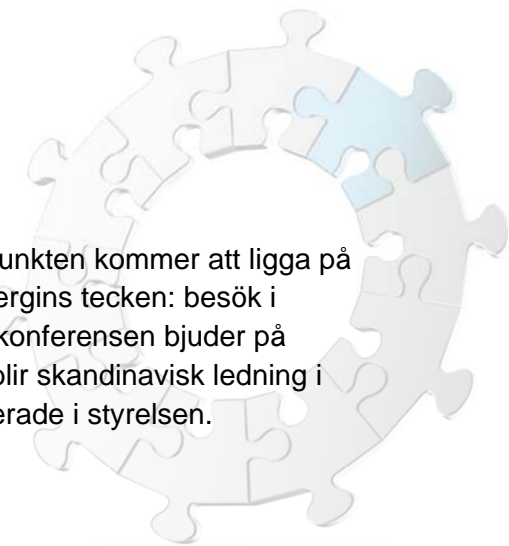 unkten kommer att ligga på
ergins tecken: besök i
konferensen bjuder på
blir skandinavisk ledning i
erade i styrelsen.